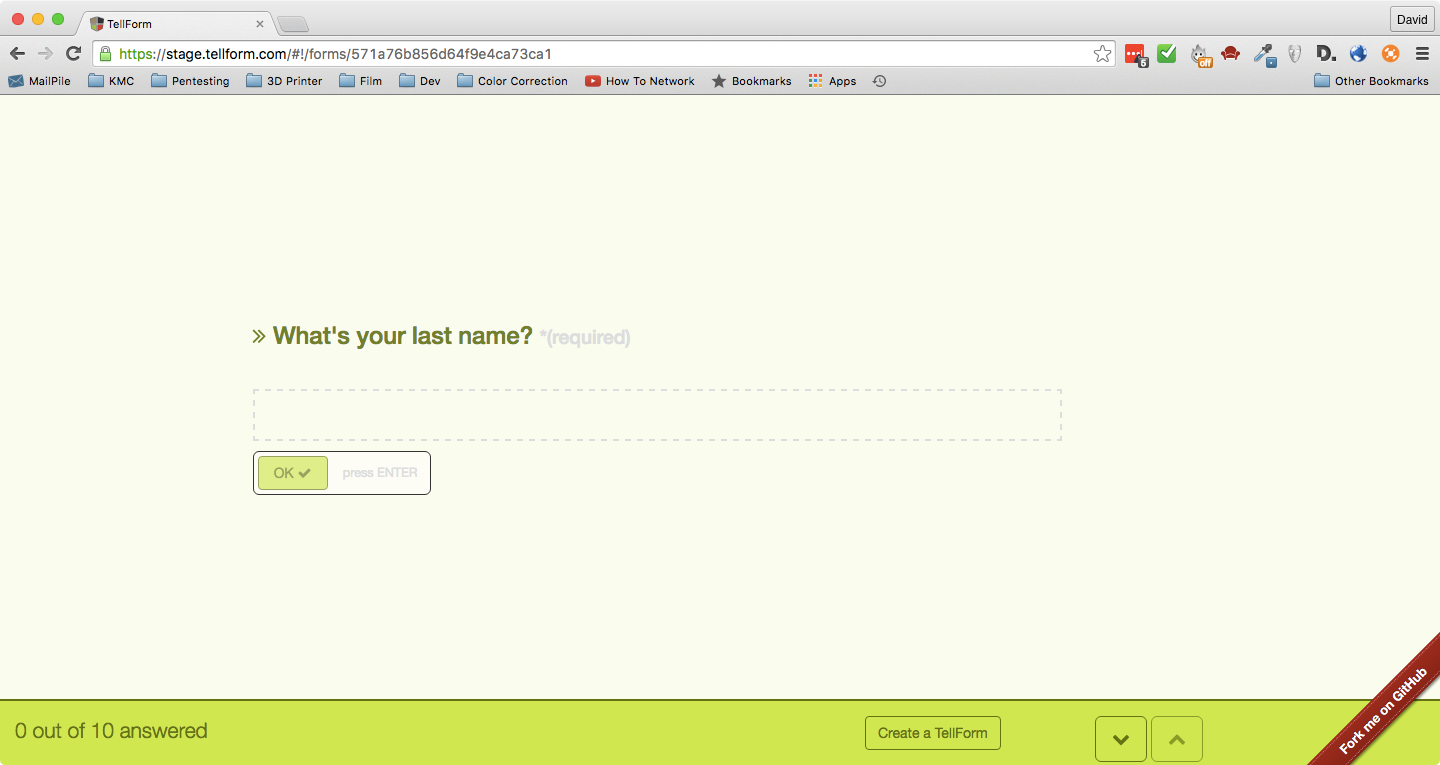 TellForm
David
https://stage.tellform.com/#!/forms/571a76b856d64f9e4ca73ca1
5
off
D.
MailPile
KMC
Pentesting
3D Printer
Film
Dev
Color Correction
How To Network
Bookmarks
Apps
Other Bookmarks
What's your last name? *(required)
OK
press ENTER
0 out of 10 answered
Create a TellForm
Fork me on GitHub